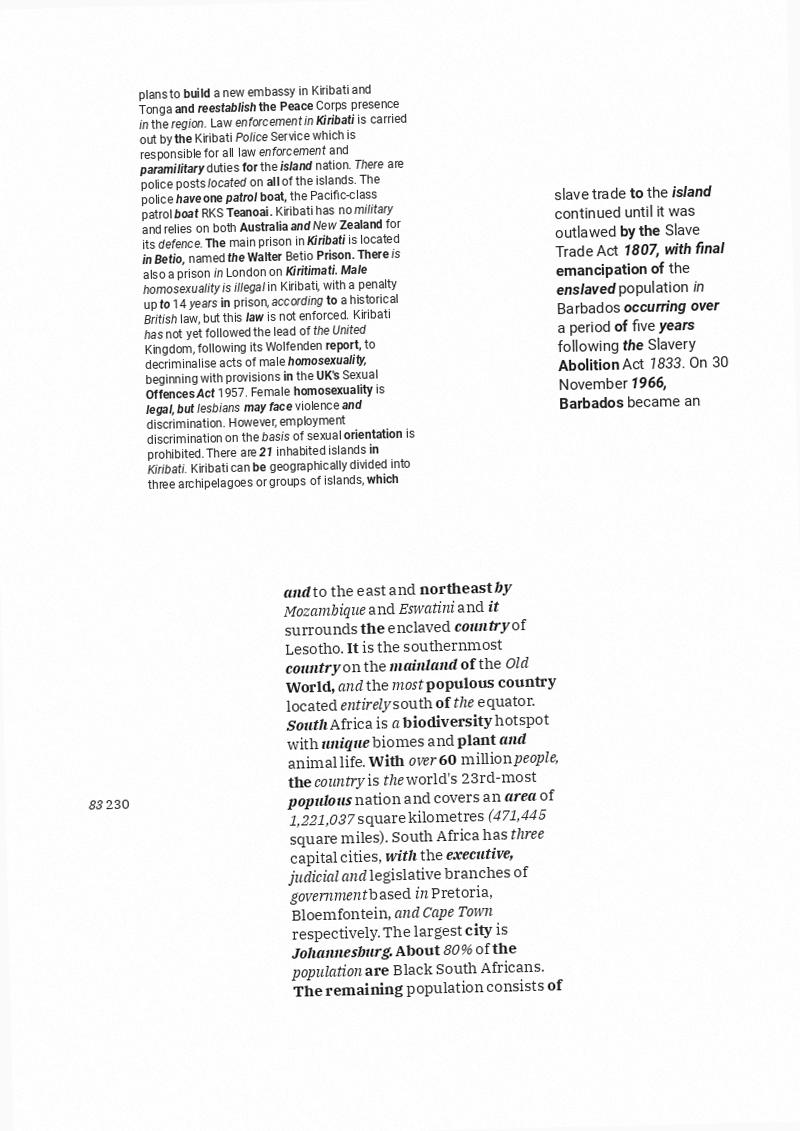 plans to build a new embassy in Kiribati and
Tonga and reestablish the Peace Corps presence
in the region. Law enforcement in Kiribati is carried
out by the Kiribati Police Service which is
responsible for all law enforcement and
paramilitary duties for the island nation. There are
police posts located on all of the islands. The
police have one patrol boat, the Pacific-class
patrol boat RKS Teanoai. Kiribati has no military
and relies on both Australia and New Zealand for
its defence. The main prison in Kiribati is located
in Betio, named the Walter Betio Prison. There is
also a prison in London on Kiritimati. Male
homosexuality is illegal in Kiribati, with a penalty
up to 14 years in prison, according to a historical
British law, but this law is not enforced. Kiribati
has not yet followed the lead of the United
Kingdom, following its Wolfenden report, to
decriminalise acts of male homosexuality,
beginning with provisions in the UK's Sexual
Offences Act 1957. Female homosexuality is
legal, but lesbians may face violence and
discrimination. However, employment
discrimination on the basis of sexual orientation is
prohibited. There are 21 inhabited islands in
Kiribati. Kiribati can be geographically divided into
three archipelagoes or groups of islands, which
slave trade to the island
continued until it was
outlawed by the Slave
Trade Act 1807, with final
emancipation of the
enslaved population in
Barbados occurring over
a period of five years
following the Slavery
Abolition Act 1833. On 30
November 1966,
Barbados became an
and to the east and northeast by
Mozambique and Eswatini and it
surrounds the enclaved country of
Lesotho. It is the southernmost
country on the mainland of the Old
World, and the most populous country
located entirely south of the equator.
South Africa is a biodiversity hotspot
with unique biomes and plant and
animal life. With over 60 million people,
the country is the world's 23rd-most
populous nation and covers an area of
1,221,037 square kilometres (471,445
square miles). South Africa has three
capital cities, with the executive,
judicial and legislative branches of
government based in Pretoria,
Bloemfontein, and Cape Town
respectively. The largest city is
Johannesburg. About 80% of the
population are Black South Africans.
The remaining population consists of
83 230